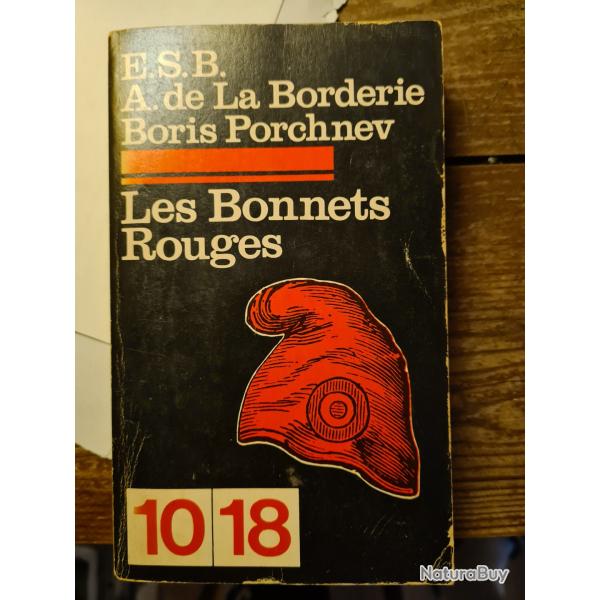 E.S.B.
A. de La Borderie
Boris Porchnev
Les Bonnets
Rouges
10 18
NaturaBuy